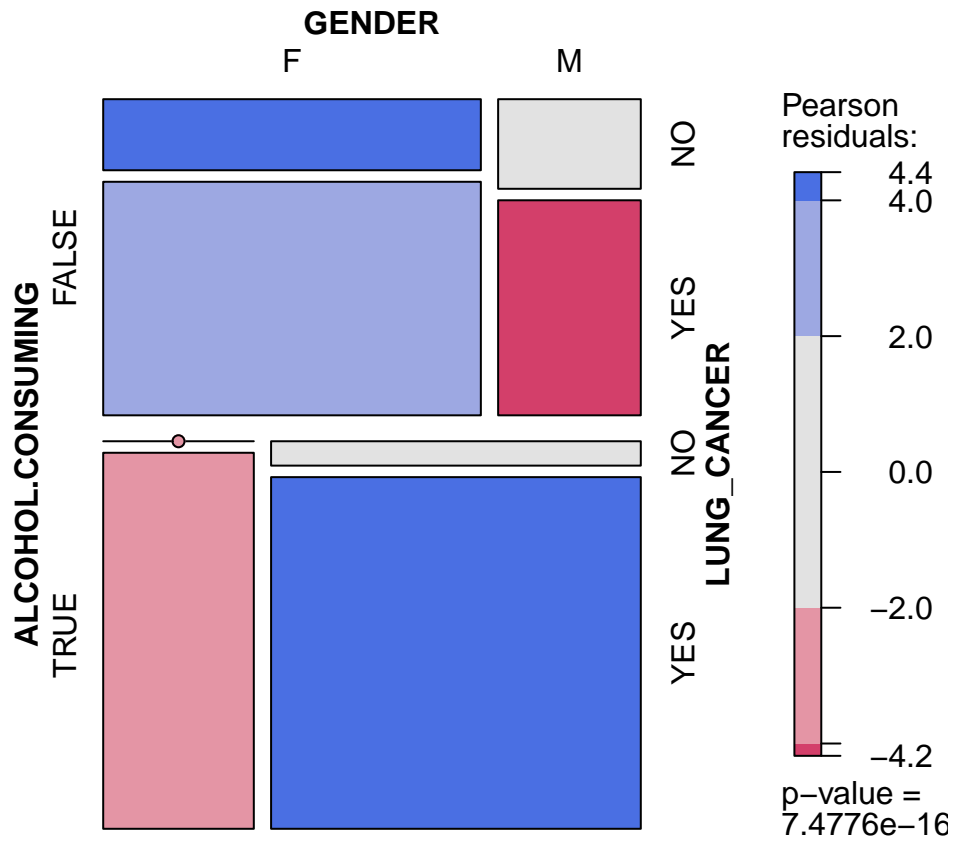 GENDER
F
M
ALCOHOL.CONSUMING
FALSE
TRUE
NO
YES
NO
YES
LUNG_CANCER
Pearson
residuals:
4.4
4.0
2.0
0.0
−2.0
−4.2
p−value =
7.4776e−16